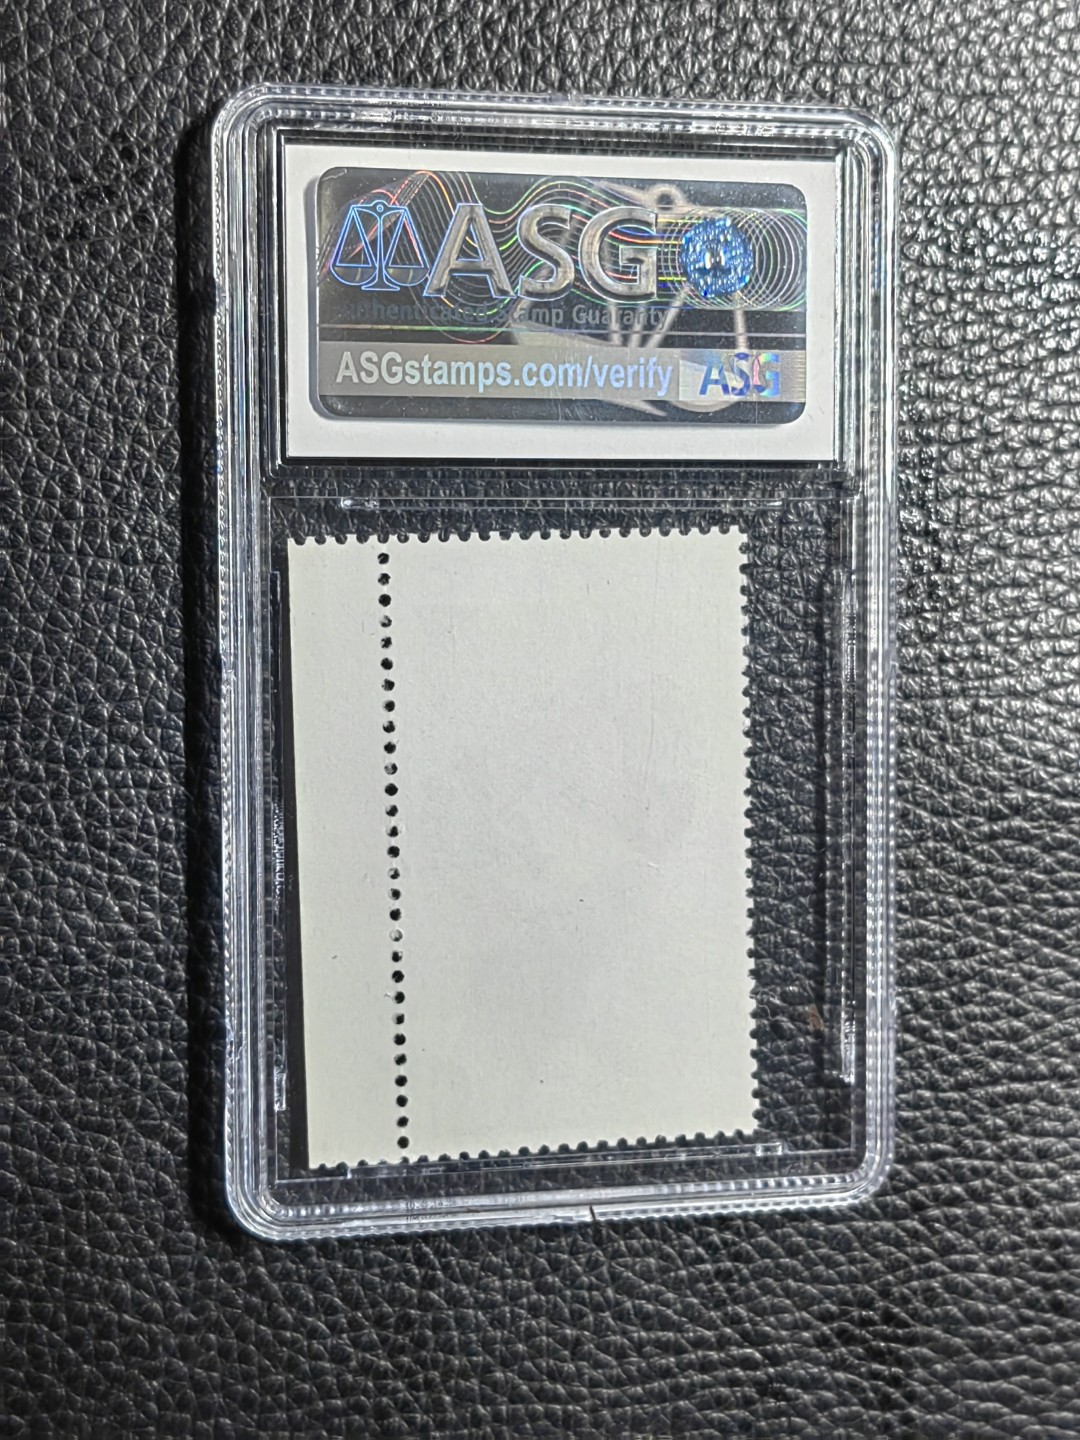 ASG
Authenticated Stamp Guaranty
ASGstamps.com/verify ASG